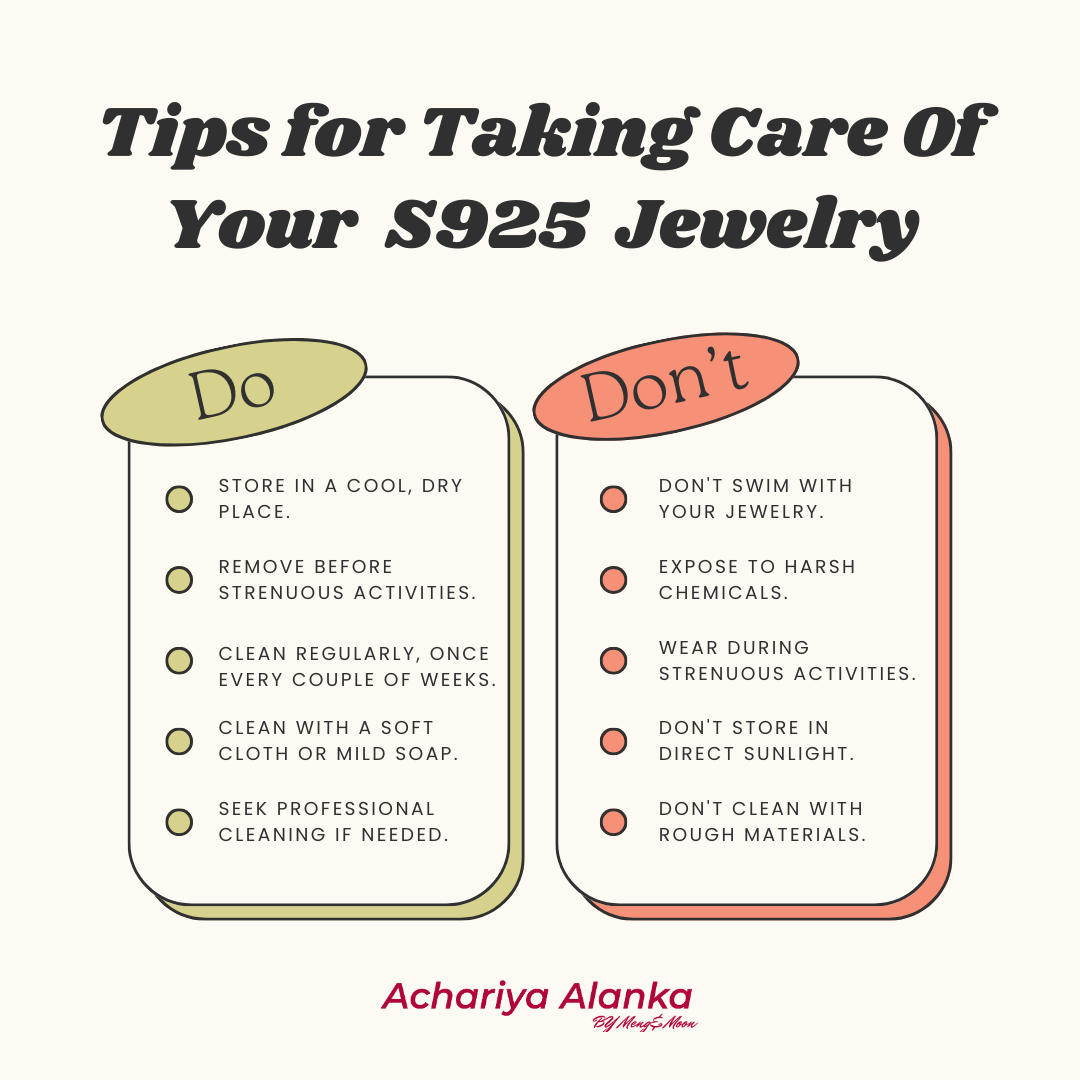 Tips for Taking Care Of
Your S925 Jewelry
Do
STORE IN A COOL, DRY
PLACE.
REMOVE BEFORE
STRENUOUS ACTIVITIES.
CLEAN REGULARLY, ONCE
EVERY COUPLE OF WEEKS.
CLEAN WITH A SOFT
CLOTH OR MILD SOAP.
SEEK PROFESSIONAL
CLEANING IF NEEDED.
Don't
DON'T SWIM WITH
YOUR JEWELRY.
EXPOSE TO HARSH
CHEMICALS.
WEAR DURING
STRENUOUS ACTIVITIES.
DON'T STORE IN
DIRECT SUNLIGHT.
DON'T CLEAN WITH
ROUGH MATERIALS.
Achariya Alanka
BY Meng& Moon